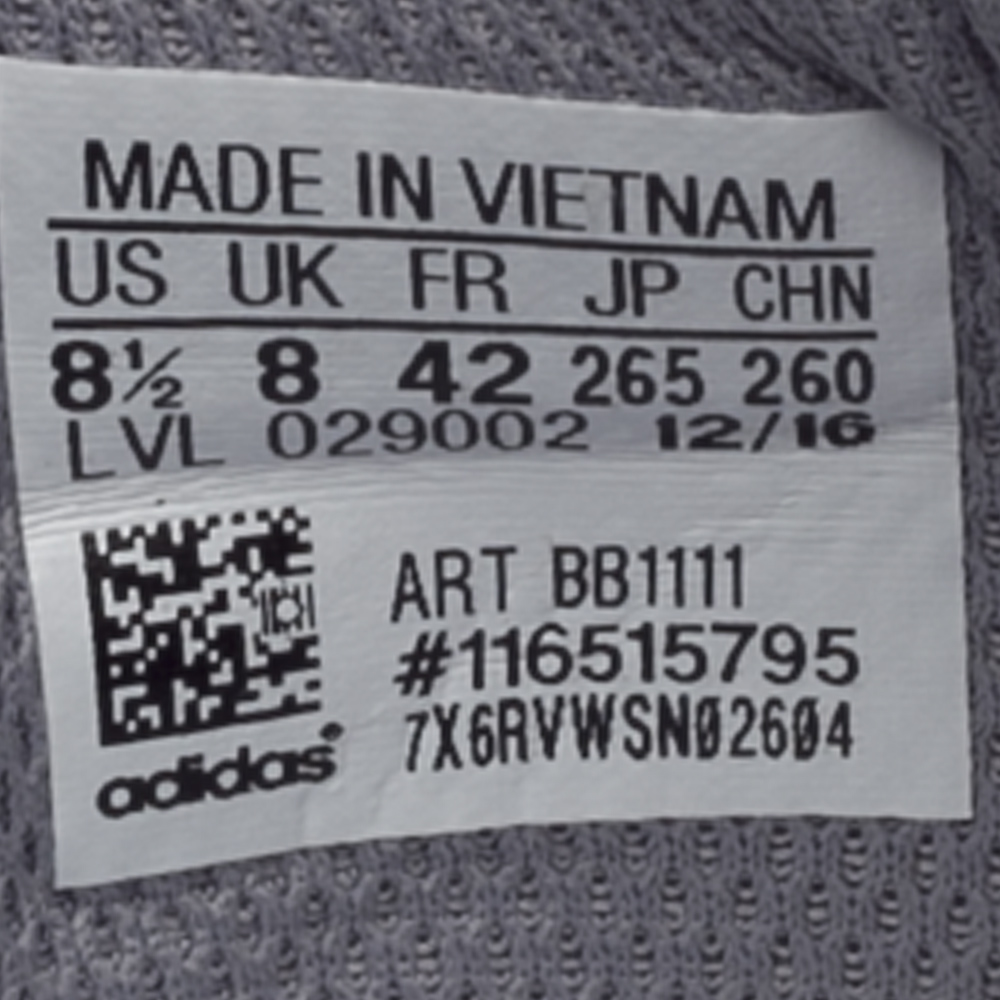 MADE IN VIETNAM
US UK FR JP CHN
8½ 8 42 265 260
LVL 029002 12/16
ART BB1111
#116515795
7X6RVWSN02604
adidas®